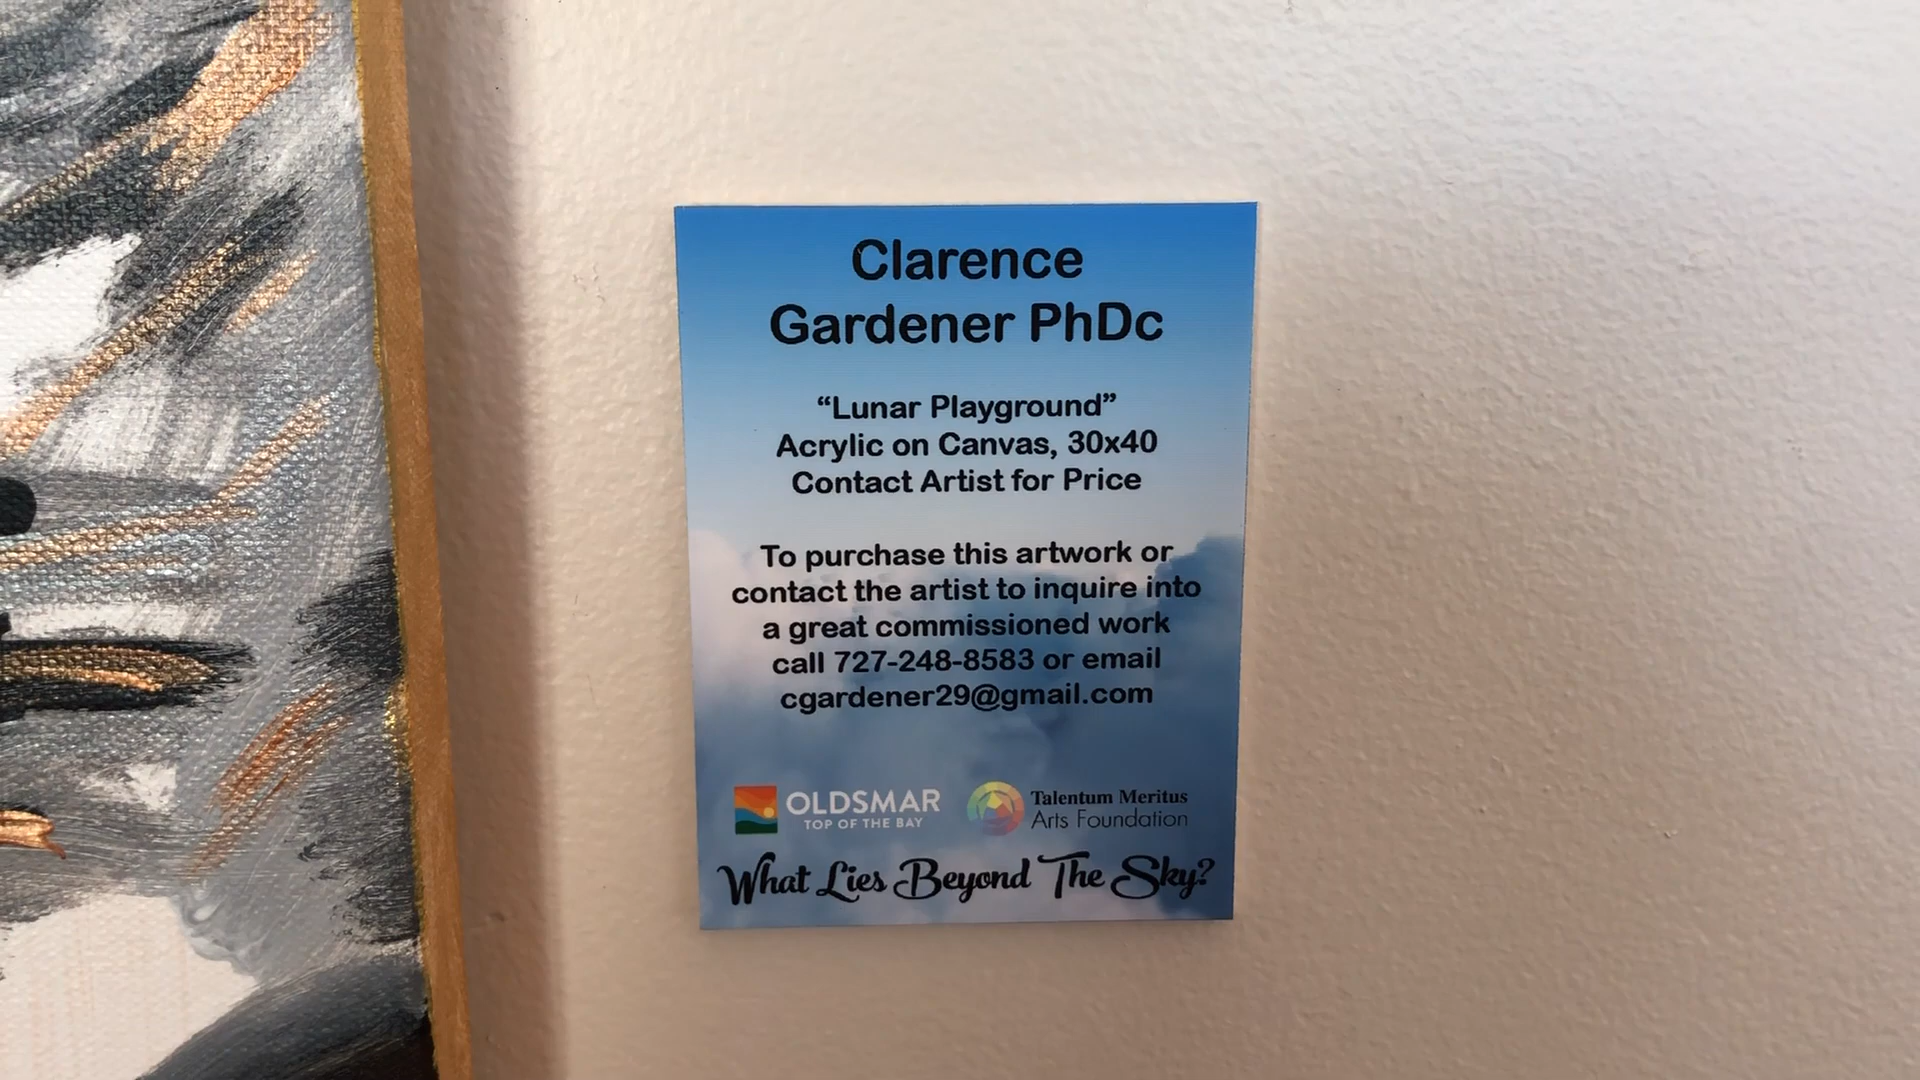 Clarence
Gardener PhDc
“Lunar Playground”
Acrylic on Canvas, 30x40
Contact Artist for Price
To purchase this artwork or
contact the artist to inquire into
a great commissioned work
call 727-248-8583 or email
cgardener29@gmail.com
OLDSMAR
TOP OF THE BAY
Talentum Meritus
Arts Foundation
What Lies Beyond The Sky?